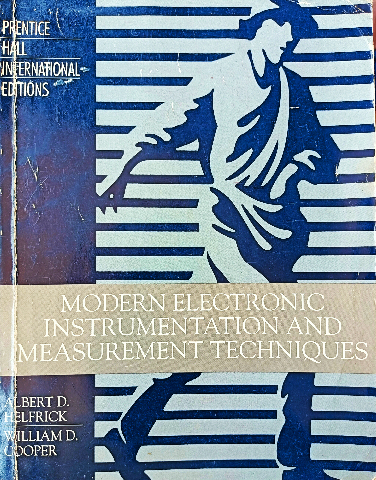 PRENTICE
HALL
INTERNATIONAL
EDITIONS
MODERN ELECTRONIC
INSTRUMENTATION AND
MEASUREMENT TECHNIQUES
ALBERT D.
HELFRICK
WILLIAM D.
COOPER